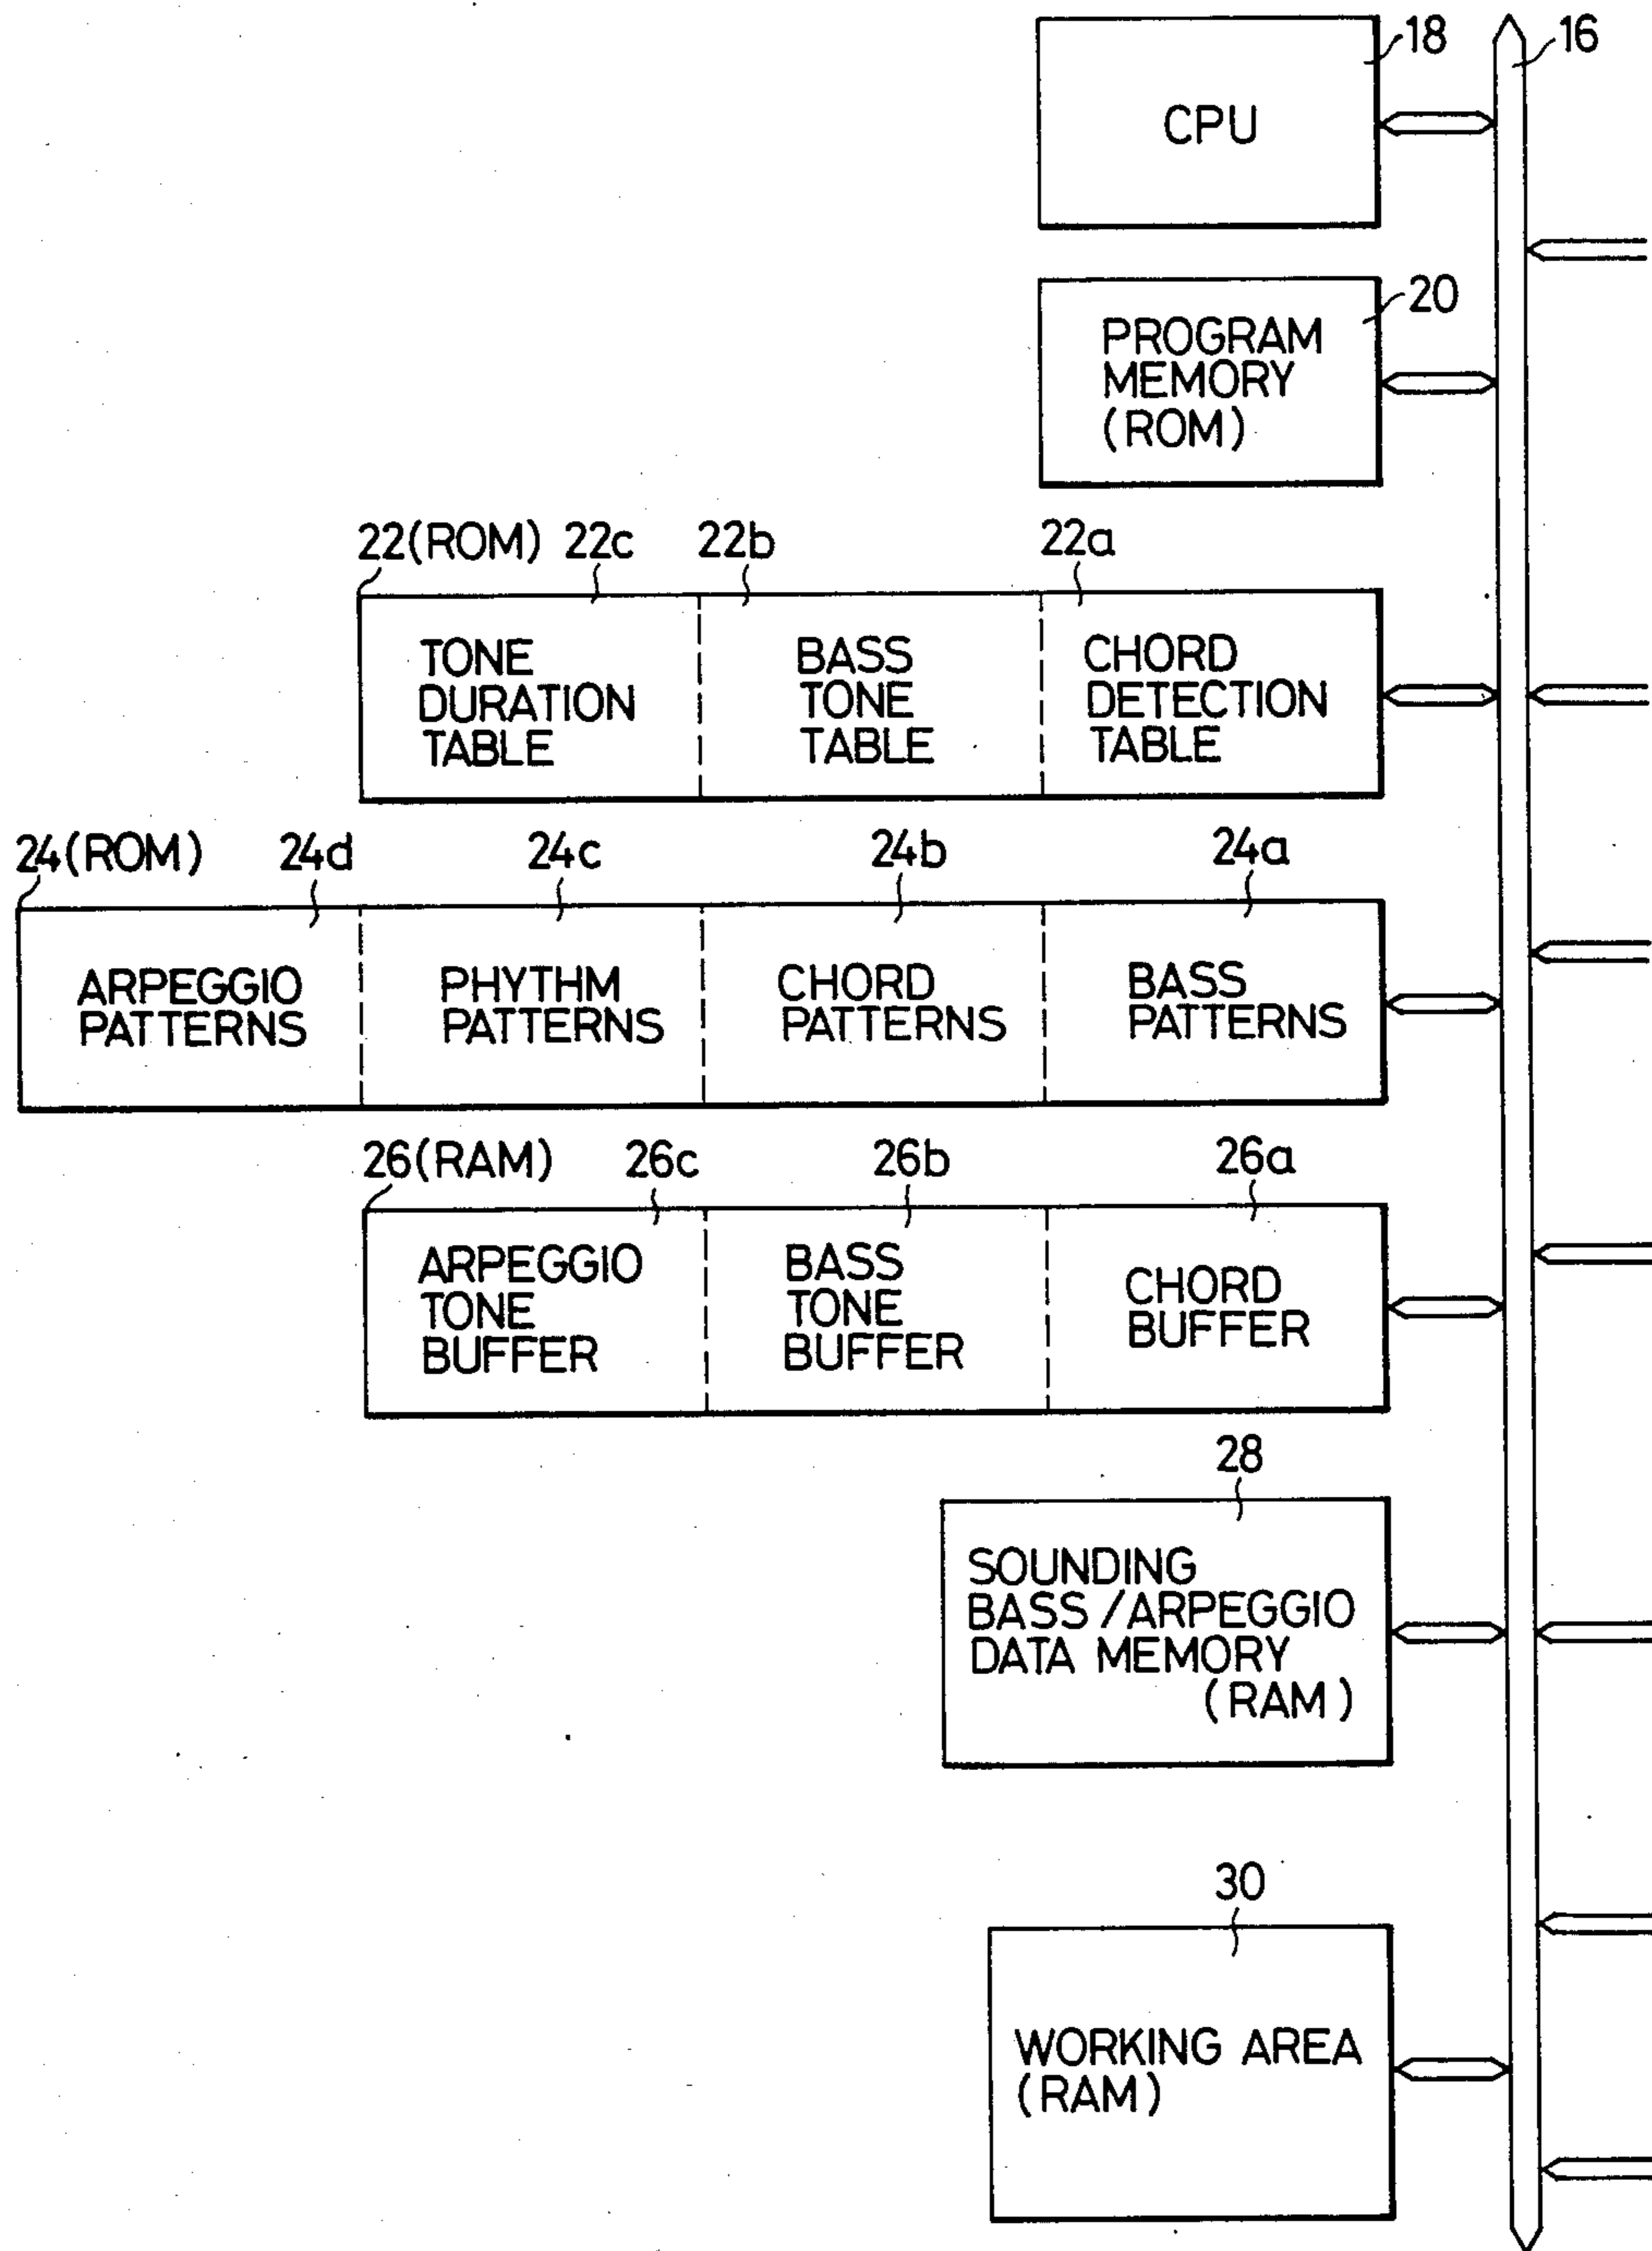 18
16
CPU
20
PROGRAM
MEMORY
(ROM)
22(ROM) 22c 22b 22a
TONE
DURATION
TABLE
BASS
TONE
TABLE
CHORD
DETECTION
TABLE
24(ROM) 24d 24c 24b 24a
ARPEGGIO
PATTERNS
PHYTHM
PATTERNS
CHORD
PATTERNS
BASS
PATTERNS
26(RAM) 26c 26b 26a
ARPEGGIO
TONE
BUFFER
BASS
TONE
BUFFER
CHORD
BUFFER
28
SOUNDING
BASS/ARPEGGIO
DATA MEMORY
(RAM)
30
WORKING AREA
(RAM)